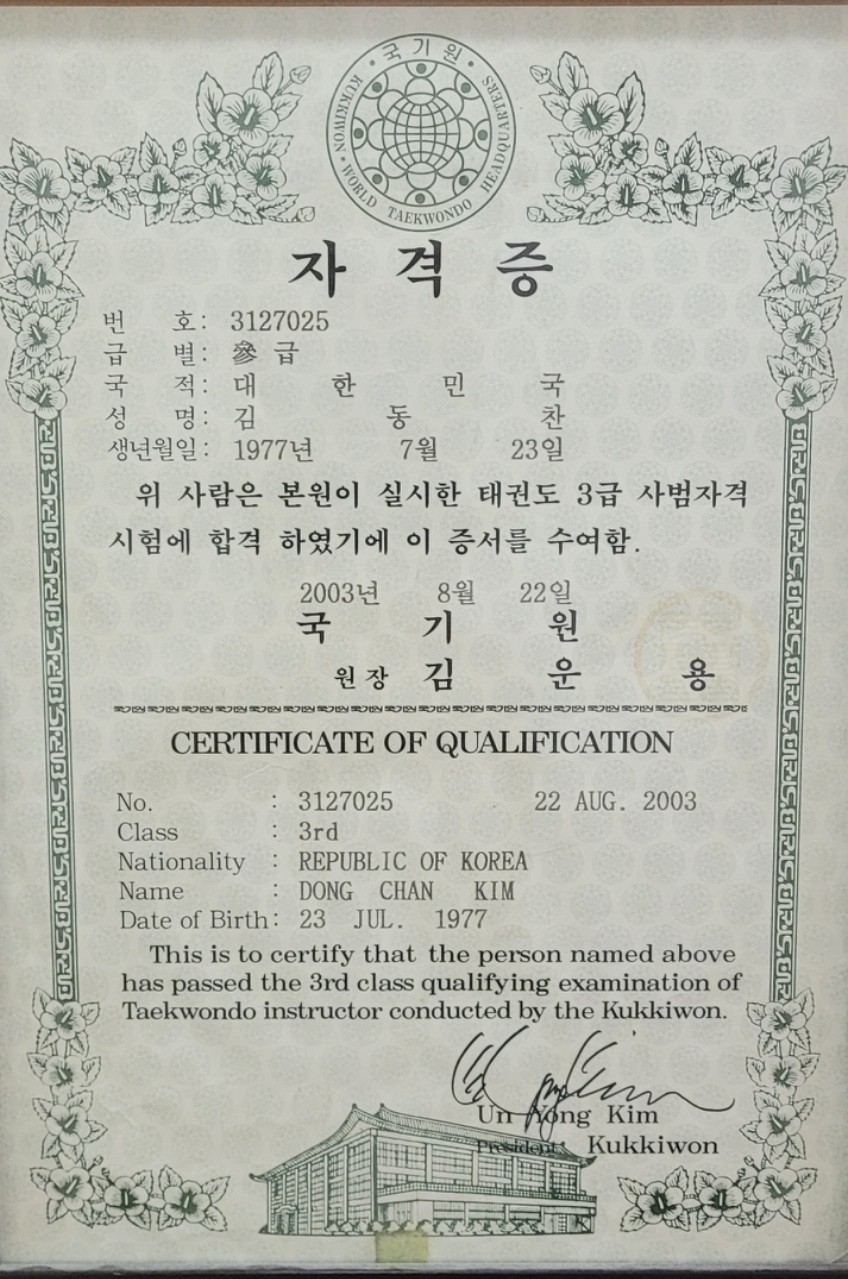 국기원
KUKKIWON • WORLD TAEKWONDO HEADQUARTERS
자 격 증
번 호: 3127025
급 별: 參 급
국 적: 대 한 민 국
성 명: 김 동 찬
생년월일: 1977년 7월 23일
위 사람은 본원이 실시한 태권도 3급 사범자격
시험에 합격 하였기에 이 증서를 수여함.
2003년 8월 22일
국 기 원
원장 김 운 용
CERTIFICATE OF QUALIFICATION
No. : 3127025 22 AUG. 2003
Class : 3rd
Nationality : REPUBLIC OF KOREA
Name : DONG CHAN KIM
Date of Birth: 23 JUL. 1977
This is to certify that the person named above
has passed the 3rd class qualifying examination of
Taekwondo instructor conducted by the Kukkiwon.
Un Yong Kim
President: Kukkiwon